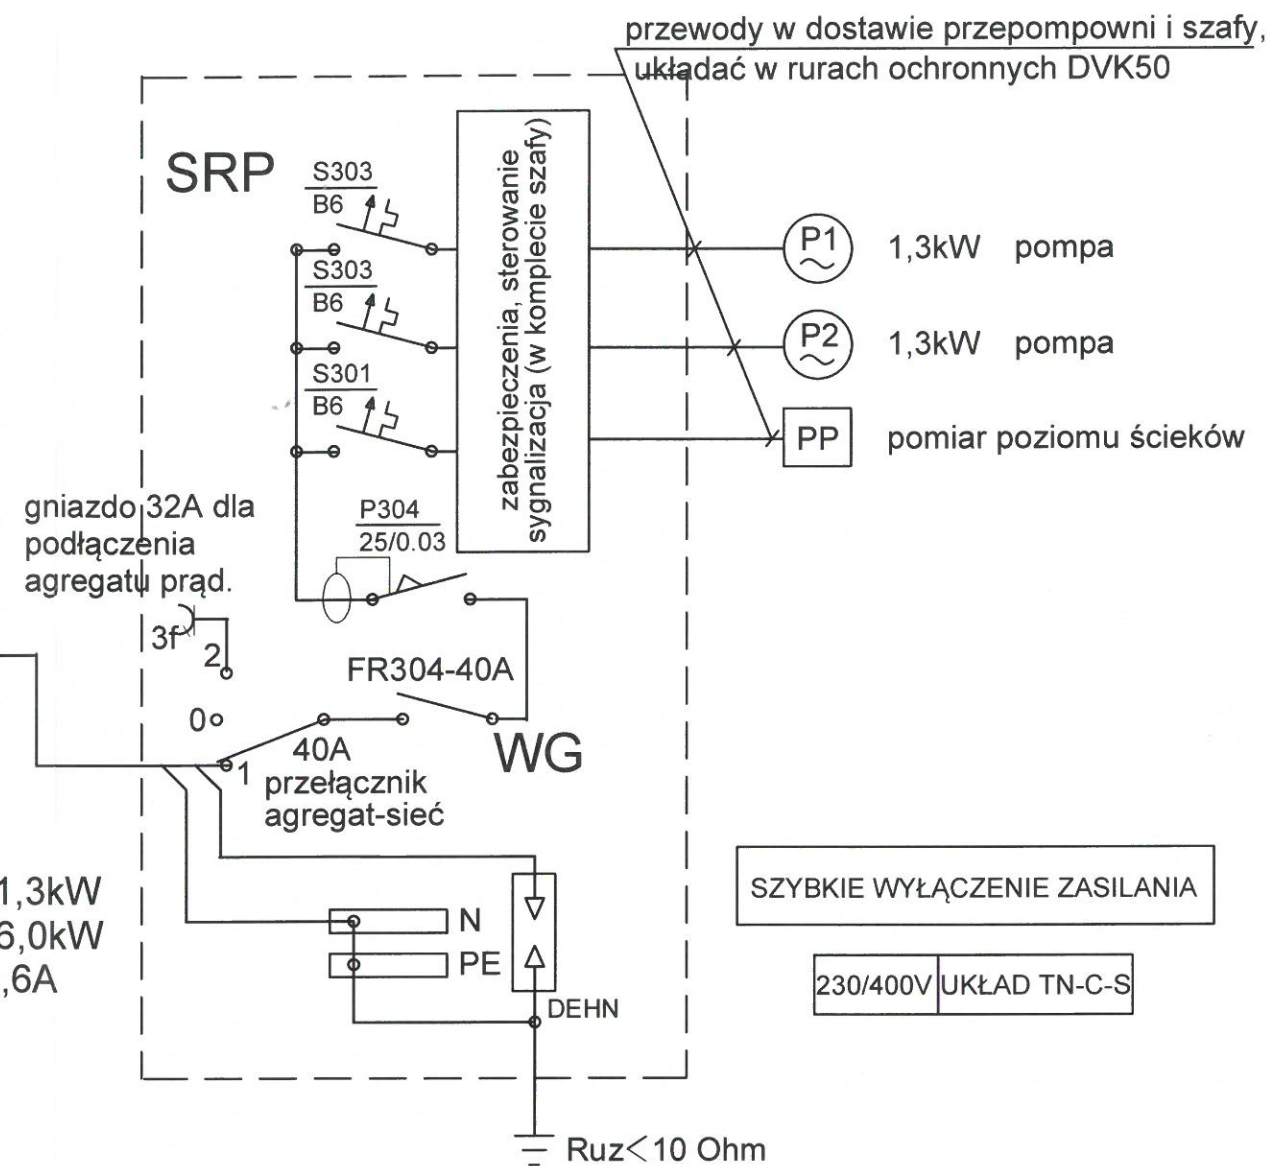 przewody w dostawie przepompowni i szafy,
układać w rurach ochronnych DVK50
SRP
S303
B6
S303
B6
S301
B6
zabezpieczenia, sterowanie
sygnalizacja (w komplecie szafy)
P1
1,3kW pompa
P2
1,3kW pompa
PP
pomiar poziomu ścieków
gniazdo 32A dla
podłączenia
agregatu prąd.
3f
2
0
1
P304
25/0.03
FR304-40A
WG
40A
przełącznik
agregat-sieć
1,3kW
6,0kW
,6A
N
PE
DEHN
SZYBKIE WYŁĄCZENIE ZASILANIA
230/400V UKŁAD TN-C-S
Ruz<10 Ohm